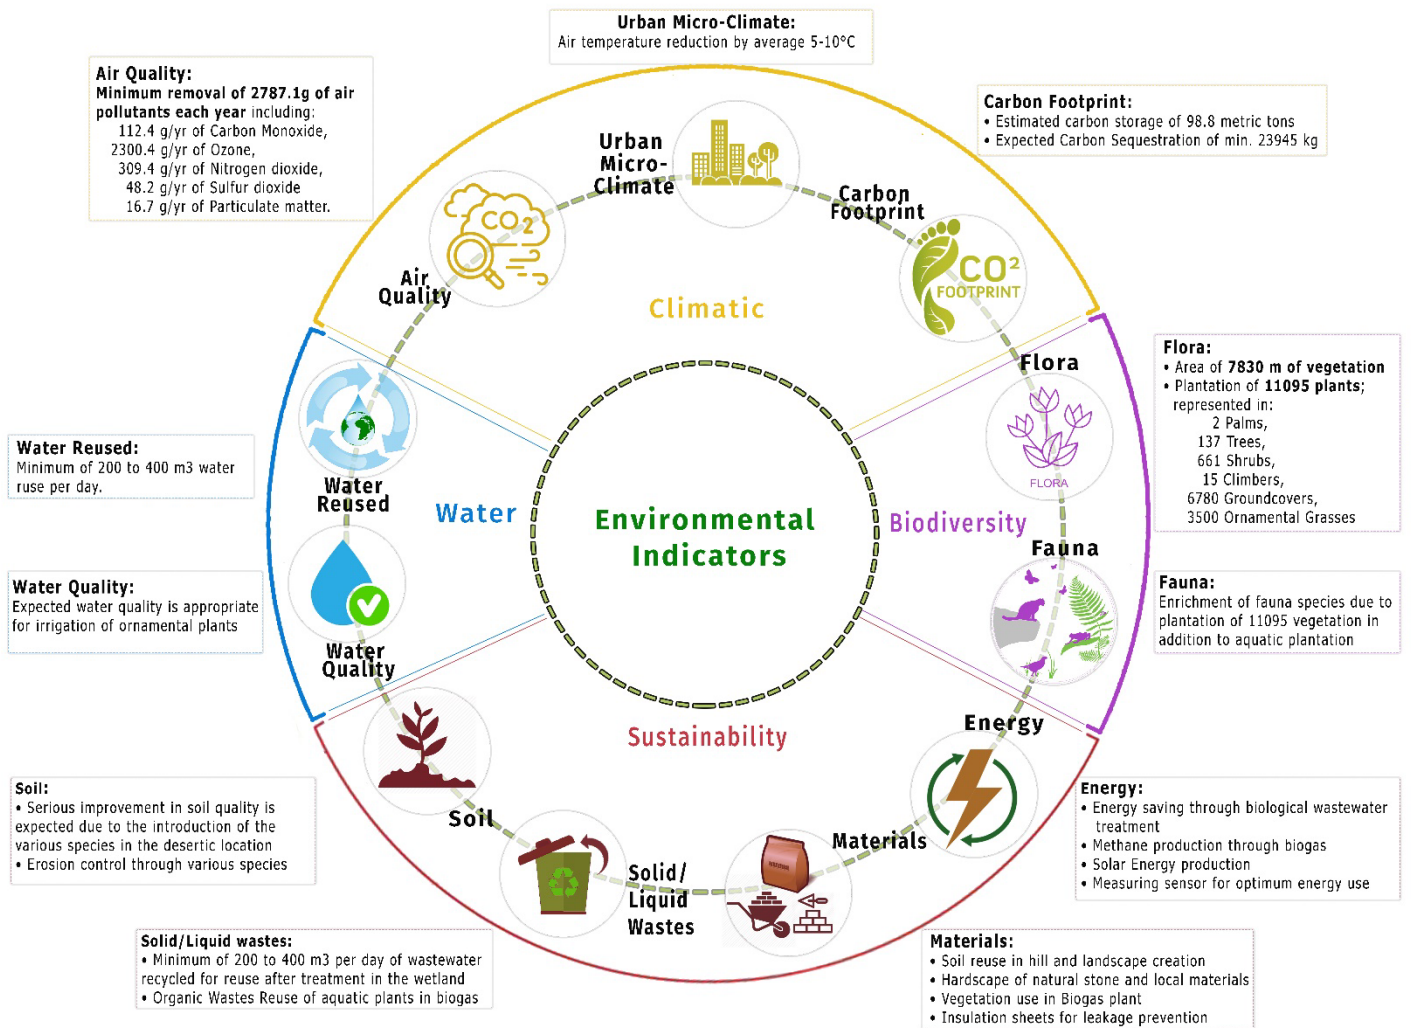 Urban Micro-Climate:
Air temperature reduction by average 5-10°C
Air Quality:
Minimum removal of 2787.1g of air
pollutants each year including:
112.4 g/yr of Carbon Monoxide,
2300.4 g/yr of Ozone,
309.4 g/yr of Nitrogen dioxide,
48.2 g/yr of Sulfur dioxide
16.7 g/yr of Particulate matter.
Carbon Footprint:
• Estimated carbon storage of 98.8 metric tons
• Expected Carbon Sequestration of min. 23945 kg
Urban
Micro-
Climate
Carbon
Footprint
CO₂
Air
Quality
CO²
FOOTPRINT
Climatic
Flora
FLORA
Flora:
• Area of 7830 m of vegetation
• Plantation of 11095 plants;
represented in:
2 Palms,
137 Trees,
661 Shrubs,
15 Climbers,
6780 Groundcovers,
3500 Ornamental Grasses
Water Reused:
Minimum of 200 to 400 m3 water
ruse per day.
Water
Reused
Water
Environmental
Indicators
Biodiversity
Fauna
Water Quality:
Expected water quality is appropriate
for irrigation of ornamental plants
Water
Quality
Fauna:
Enrichment of fauna species due to
plantation of 11095 vegetation in
addition to aquatic plantation
Sustainability
Energy
Soil
Materials
Solid/
Liquid
Wastes
Soil:
• Serious improvement in soil quality is
expected due to the introduction of the
various species in the desertic location
• Erosion control through various species
Energy:
• Energy saving through biological wastewater
treatment
• Methane production through biogas
• Solar Energy production
• Measuring sensor for optimum energy use
Solid/Liquid wastes:
• Minimum of 200 to 400 m3 per day of wastewater
recycled for reuse after treatment in the wetland
• Organic Wastes Reuse of aquatic plants in biogas
Materials:
• Soil reuse in hill and landscape creation
• Hardscape of natural stone and local materials
• Vegetation use in Biogas plant
• Insulation sheets for leakage prevention